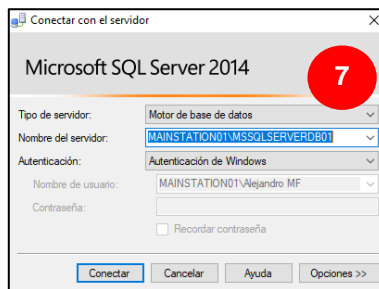 Conectar con el servidor
Microsoft SQL Server 2014
7
Tipo de servidor: Motor de base de datos
Nombre del servidor: MAINSTATION01\MSSQLSERVERDB01
Autenticación: Autenticación de Windows
Nombre de usuario: MAINSTATION01\Alejandro MF
Contraseña:
Recordar contraseña
Conectar Cancelar Ayuda Opciones >>